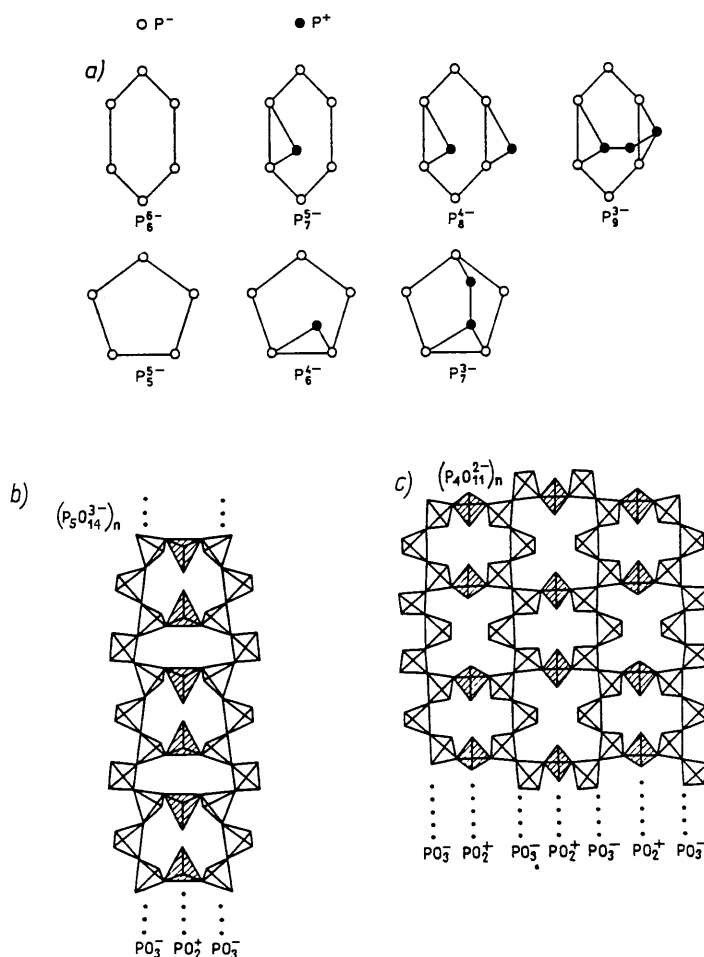 P⁻ P⁺
a)
P₆⁶⁻ P₇⁵⁻ P₈⁴⁻ P₉³⁻
P₅⁵⁻ P₆⁴⁻ P₇³⁻
b) (P₅O₁₄³⁻)ₙ
c) (P₄O₁₁²⁻)ₙ
PO₃⁻ PO₂⁺ PO₃⁻ PO₂⁺ PO₃⁻ PO₂⁺ PO₃⁻
PO₃⁻ PO₂⁺ PO₃⁻